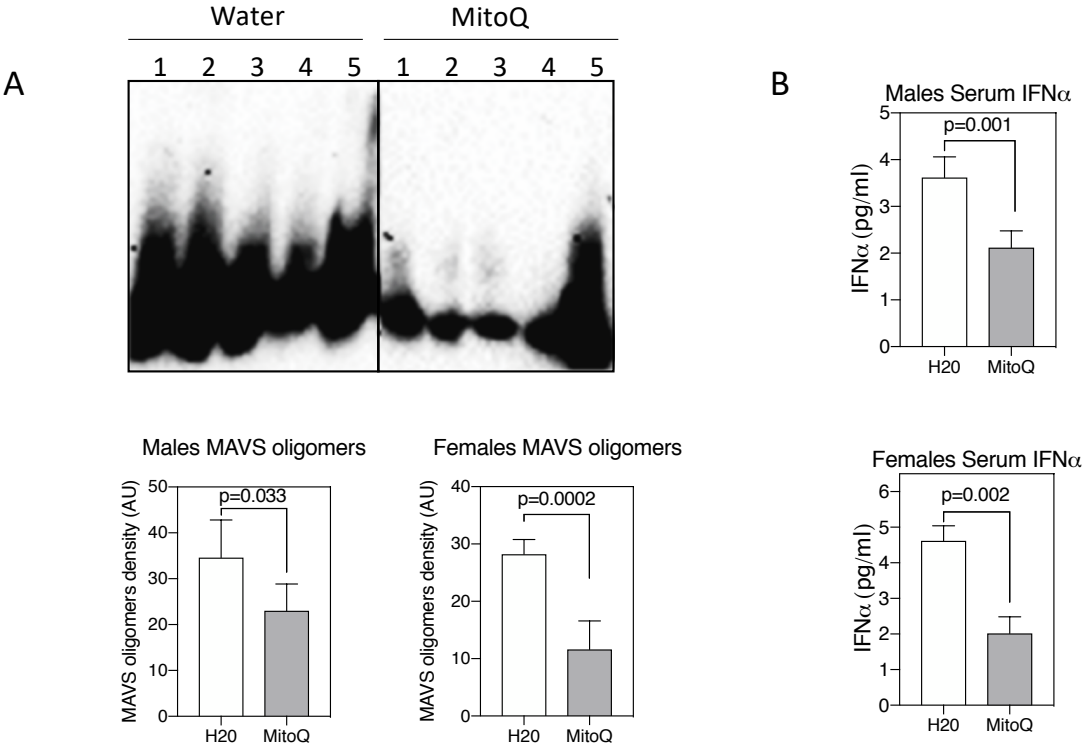 Water MitoQ
1 2 3 4 5 1 2 3 4 5
A
Males MAVS oligomers
MAVS oligomers density (AU)
50
40
30
20
10
0
p=0.033
H20 MitoQ
Females MAVS oligomers
MAVS oligomers density (AU)
40
30
20
10
0
p=0.0002
H20 MitoQ
B
Males Serum IFNα
IFNα (pg/ml)
5
4
3
2
1
0
p=0.001
H20 MitoQ
Females Serum IFNα
IFNα (pg/ml)
6
5
4
3
2
1
0
p=0.002
H20 MitoQ